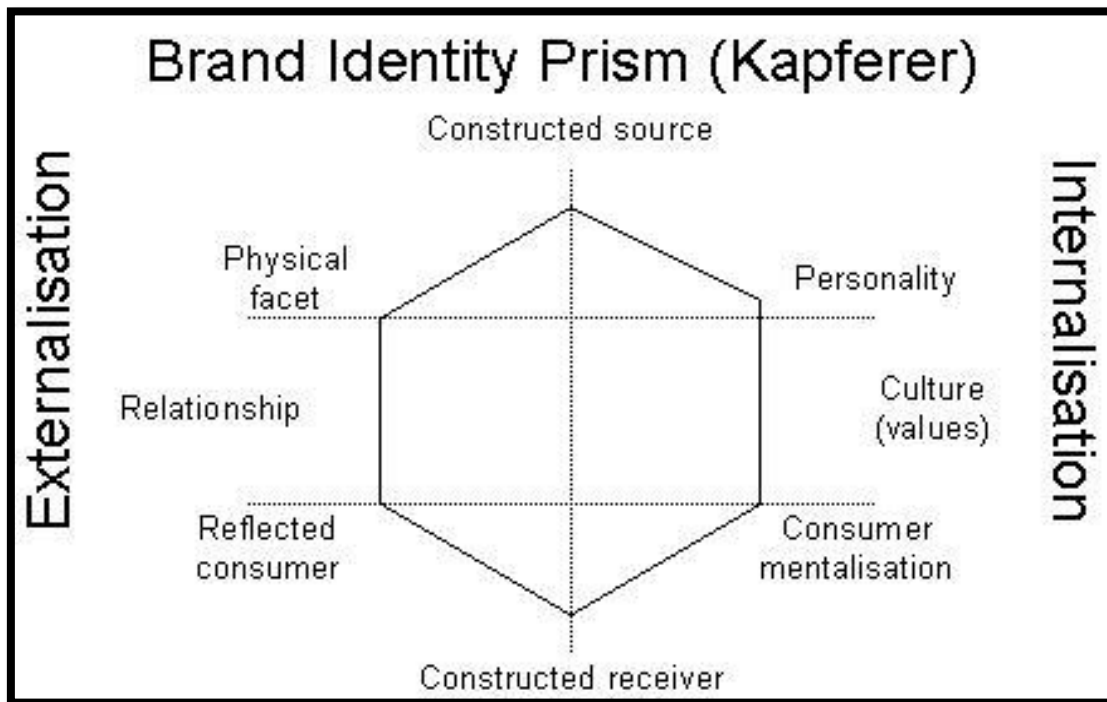 Brand Identity Prism (Kapferer)
Constructed source
Externalisation
Internalisation
Physical
facet
Personality
Relationship
Culture
(values)
Reflected
consumer
Consumer
mentalisation
Constructed receiver